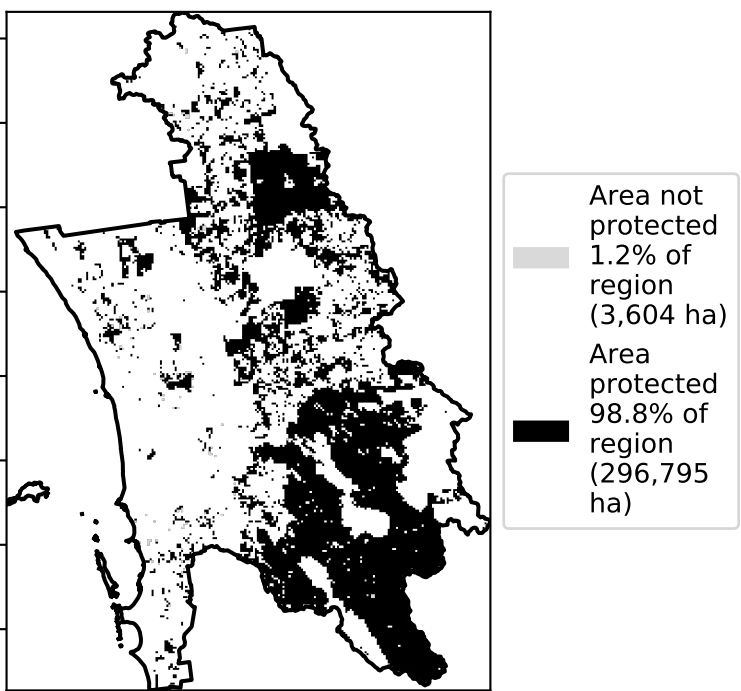 Area not
protected
1.2% of
region
(3,604 ha)
Area
protected
98.8% of
region
(296,795
ha)